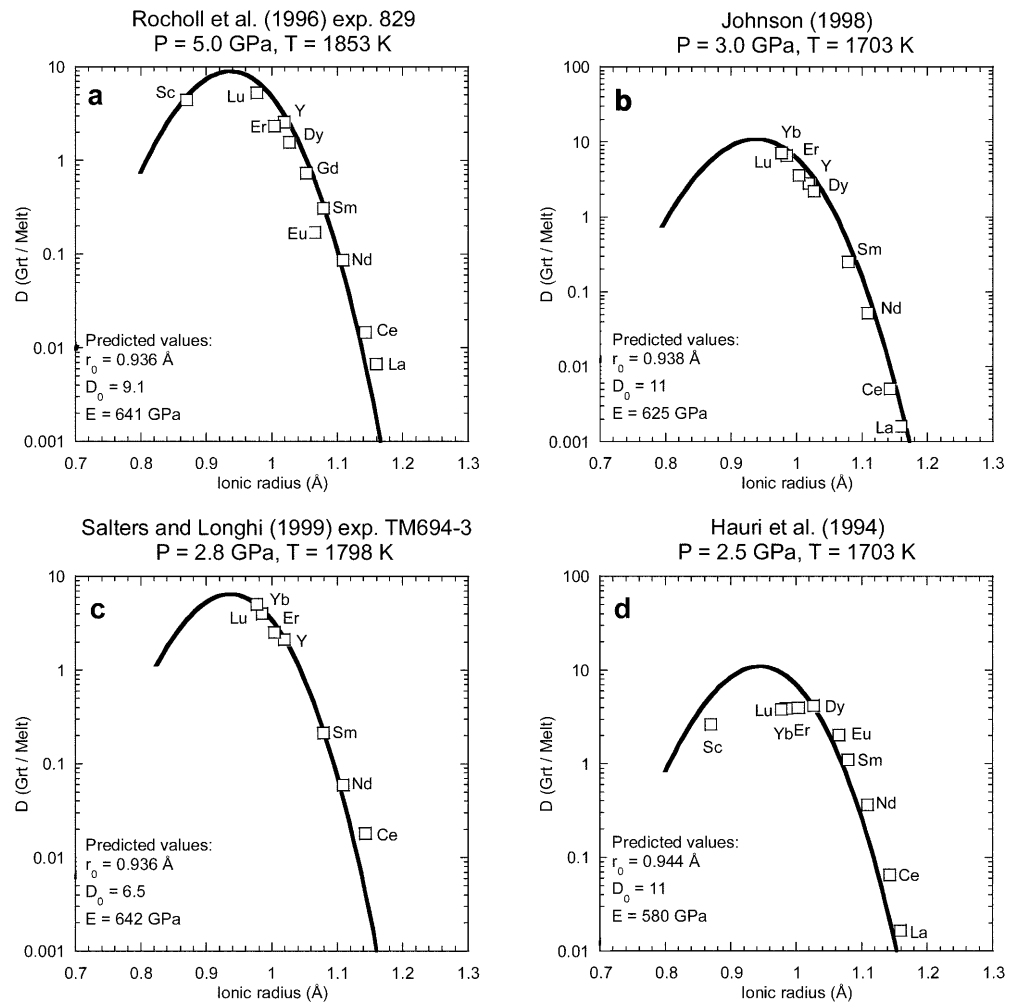 Rocholl et al. (1996) exp. 829
P = 5.0 GPa, T = 1853 K
a
D (Grt / Melt)
10
1
0.1
0.01
0.001
Sc
Lu
Y
Er
Dy
Gd
Sm
Eu
Nd
Ce
La
Predicted values:
r0 = 0.936 Å
D0 = 9.1
E = 641 GPa
0.7 0.8 0.9 1 1.1 1.2 1.3
Ionic radius (Å)
Johnson (1998)
P = 3.0 GPa, T = 1703 K
b
D (Grt / Melt)
100
10
1
0.1
0.01
0.001
Yb
Er
Lu
Y
Dy
Sm
Nd
Ce
La
Predicted values:
r0 = 0.938 Å
D0 = 11
E = 625 GPa
0.7 0.8 0.9 1 1.1 1.2 1.3
Ionic radius (Å)
Salters and Longhi (1999) exp. TM694-3
P = 2.8 GPa, T = 1798 K
c
D (Grt / Melt)
10
1
0.1
0.01
0.001
Yb
Lu
Er
Y
Sm
Nd
Ce
Predicted values:
r0 = 0.936 Å
D0 = 6.5
E = 642 GPa
0.7 0.8 0.9 1 1.1 1.2 1.3
Ionic radius (Å)
Hauri et al. (1994)
P = 2.5 GPa, T = 1703 K
d
D (Grt / Melt)
100
10
1
0.1
0.01
Lu
Dy
Yb
Er
Sc
Eu
Sm
Nd
Ce
La
Predicted values:
r0 = 0.944 Å
D0 = 11
E = 580 GPa
0.7 0.8 0.9 1 1.1 1.2 1.3
Ionic radius (Å)